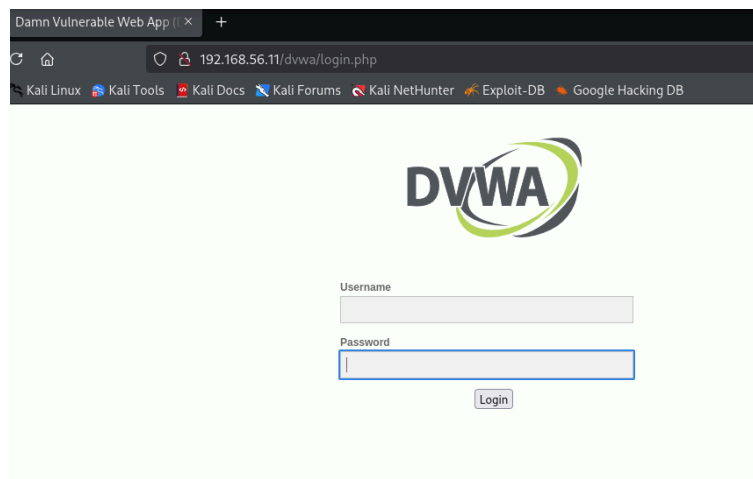 Damn Vulnerable Web App (
192.168.56.11/dvwa/login.php
Kali Linux Kali Tools Kali Docs Kali Forums Kali NetHunter Exploit-DB Google Hacking DB
DVWA
Username
Password
Login